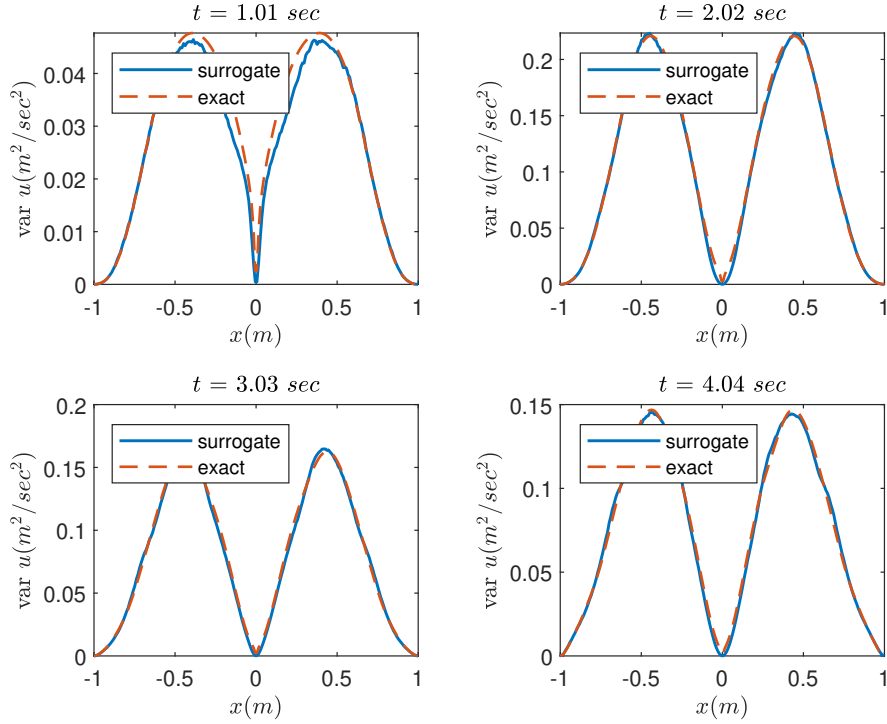 t = 1.01 sec
var u(m²/sec²)
0.04
0.03
0.02
0.01
0
surrogate
exact
-1
-0.5
0
0.5
1
x(m)
t = 2.02 sec
var u(m²/sec²)
0.2
0.15
0.1
0.05
0
surrogate
exact
-1
-0.5
0
0.5
1
x(m)
t = 3.03 sec
var u(m²/sec²)
0.2
0.15
0.1
0.05
0
surrogate
exact
-1
-0.5
0
0.5
1
x(m)
t = 4.04 sec
var u(m²/sec²)
0.15
0.1
0.05
0
surrogate
exact
-1
-0.5
0
0.5
1
x(m)